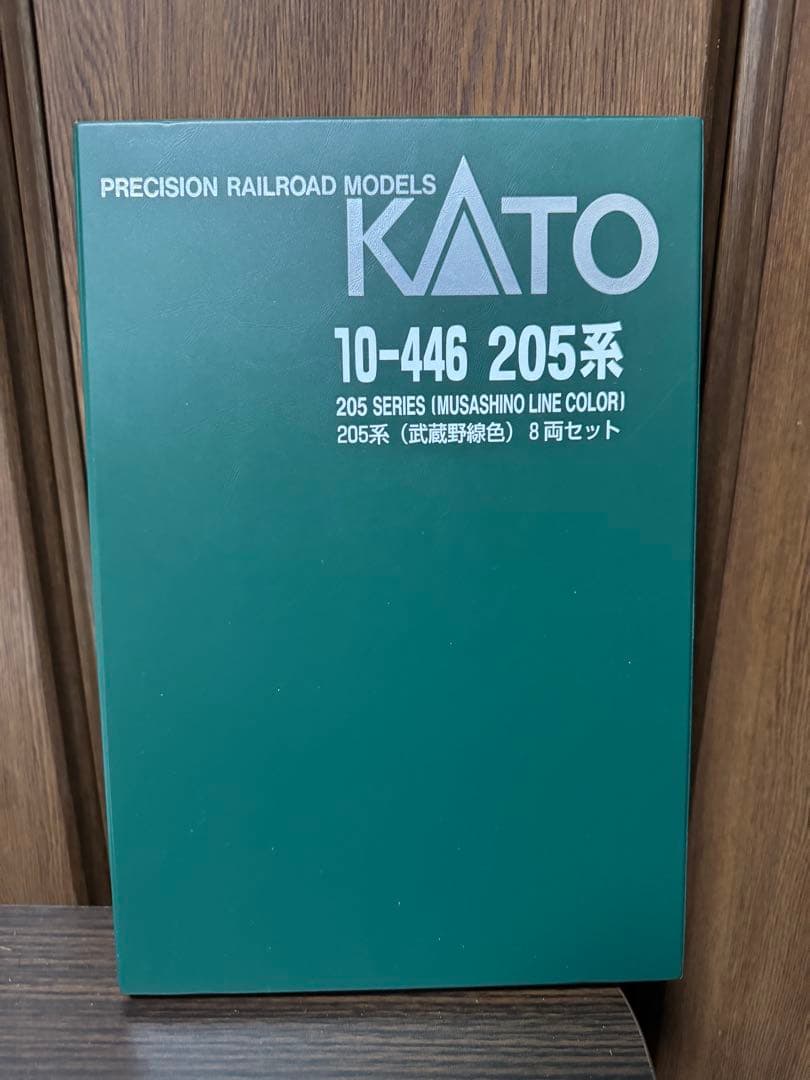 PRECISION RAILROAD MODELS
KATO
10-446 205系
205 SERIES (MUSASHINO LINE COLOR)
205系（武蔵野線色）8両セット